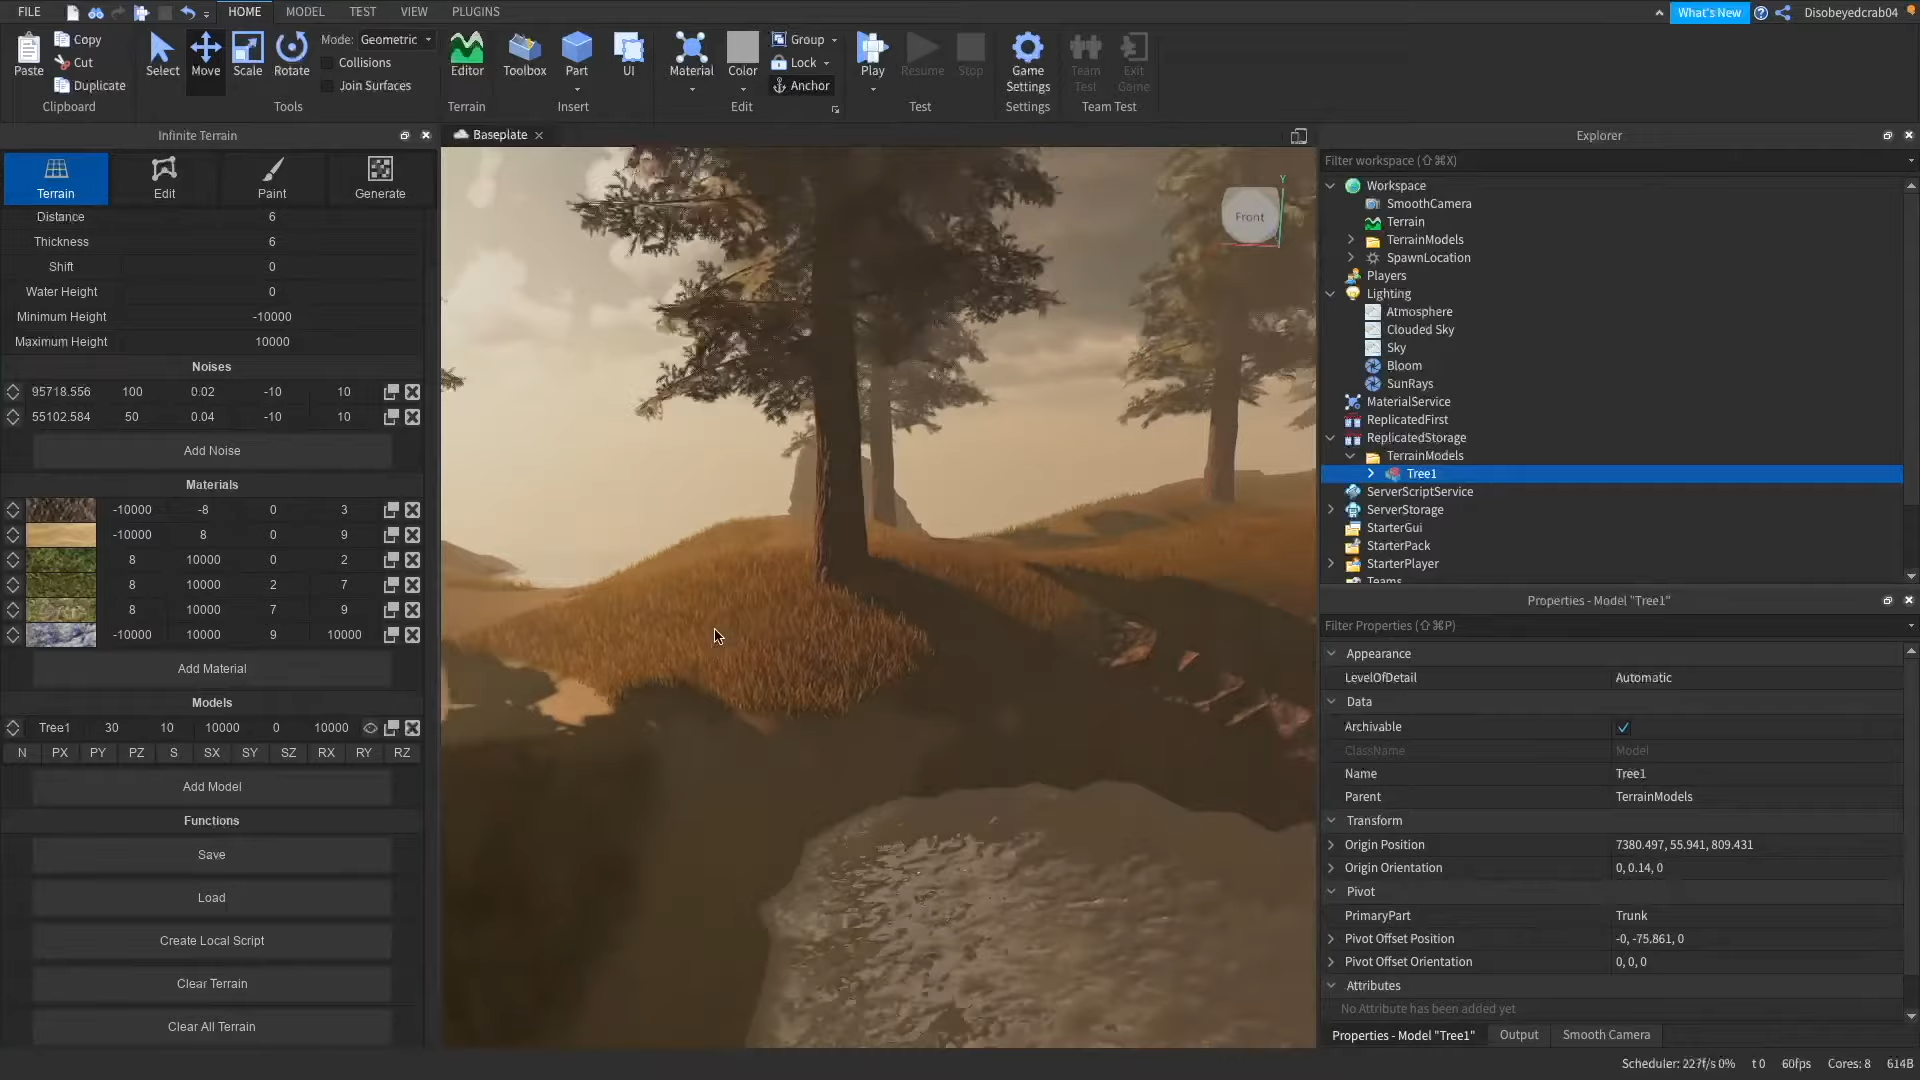 FILE HOME MODEL TEST VIEW PLUGINS What's New Disobeyedcrab04
Paste Copy Cut Duplicate Clipboard
Select Move Scale Rotate Mode: Geometric Collisions Join Surfaces Tools
Editor Terrain
Toolbox Part UI Insert
Material Color Group Lock Anchor Edit
Play Resume Stop Test
Game Settings Settings
Team Test Exit Game Team Test
Infinite Terrain
Terrain Edit Paint Generate
Distance 6
Thickness 6
Shift 0
Water Height 0
Minimum Height -10000
Maximum Height 10000
Noises
95718.556 100 0.02 -10 10
55102.584 50 0.04 -10 10
Add Noise
Materials
-10000 -8 0 3
-10000 8 0 9
8 10000 0 2
8 10000 2 7
8 10000 7 9
-10000 10000 9 10000
Add Material
Models
Tree1 30 10 10000 0 10000
N PX PY PZ S SX SY SZ RX RY RZ
Add Model
Functions
Save
Load
Create Local Script
Clear Terrain
Clear All Terrain
Baseplate
Y
Front
Explorer
Filter workspace (⇧⌘X)
Workspace
SmoothCamera
Terrain
TerrainModels
SpawnLocation
Players
Lighting
Atmosphere
Clouded Sky
Sky
Bloom
SunRays
MaterialService
ReplicatedFirst
ReplicatedStorage
TerrainModels
Tree1
ServerScriptService
ServerStorage
StarterGui
StarterPack
StarterPlayer
Teams
Properties - Model "Tree1"
Filter Properties (⇧⌘P)
Appearance
LevelOfDetail Automatic
Data
Archivable
ClassName Model
Name Tree1
Parent TerrainModels
Transform
Origin Position 7380.497, 55.941, 809.431
Origin Orientation 0, 0.14, 0
Pivot
PrimaryPart Trunk
Pivot Offset Position -0, -75.861, 0
Pivot Offset Orientation 0, 0, 0
Attributes
No Attribute has been added yet
Properties - Model "Tree1" Output Smooth Camera
Scheduler: 227f/s 0% t 0 60fps Cores: 8 614B